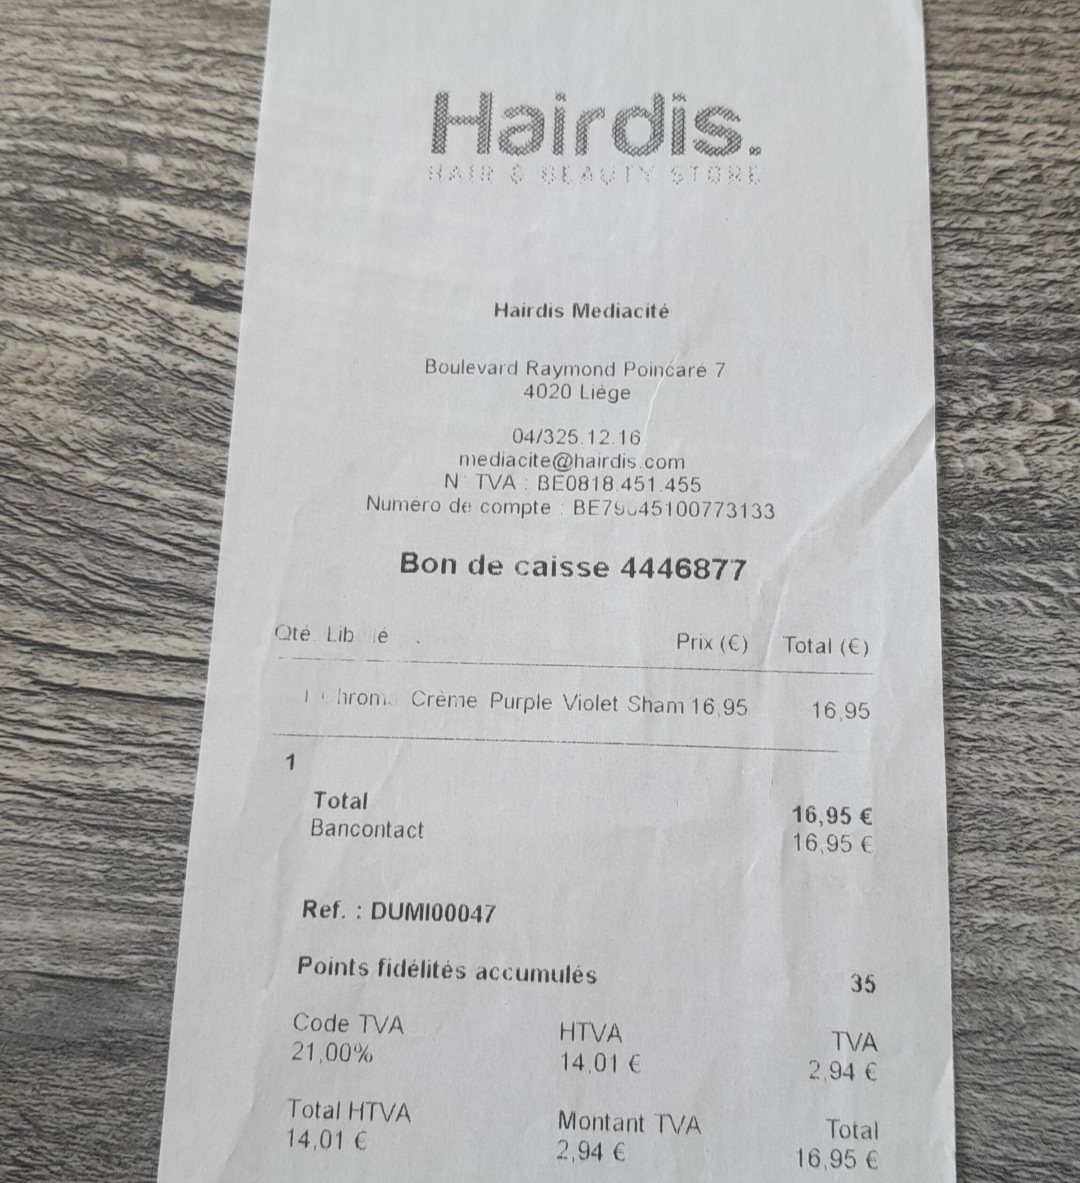 Hairdis.
HAIR & BEAUTY STORE
Hairdis Mediacité
Boulevard Raymond Poincaré 7
4020 Liège
04/325.12.16
mediacite@hairdis.com
N° TVA : BE0818.451.455
Numéro de compte :
Bon de caisse 4446877
Qté. Prix (€) Total (€)
Crème Purple Violet Sham 16,95 16,95
1
Total 16,95 €
Bancontact 16,95 €
Ref. : DUMI00047
Points fidélités accumulés 35
Code TVA HTVA TVA
21,00% 14,01 € 2,94 €
Total HTVA Montant TVA Total
14,01 € 2,94 € 16,95 €